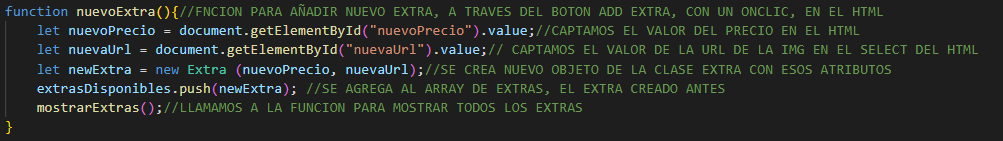 function nuevoExtra(){//FNCION PARA AÑADIR NUEVO EXTRA, A TRAVES DEL BOTON ADD EXTRA, CON UN ONCLIC, EN EL HTML
    let nuevoPrecio = document.getElementById("nuevoPrecio").value;//CAPTAMOS EL VALOR DEL PRECIO EN EL HTML
    let nuevaUrl = document.getElementById("nuevaUrl").value;// CAPTAMOS EL VALOR DE LA URL DE LA IMG EN EL SELECT DEL HTML
    let newExtra = new Extra (nuevoPrecio, nuevaUrl);//SE CREA NUEVO OBJETO DE LA CLASE EXTRA CON ESOS ATRIBUTOS
    extrasDisponibles.push(newExtra); //SE AGREGA AL ARRAY DE EXTRAS, EL EXTRA CREADO ANTES
    mostrarExtras();//LLAMAMOS A LA FUNCION PARA MOSTRAR TODOS LOS EXTRAS
}